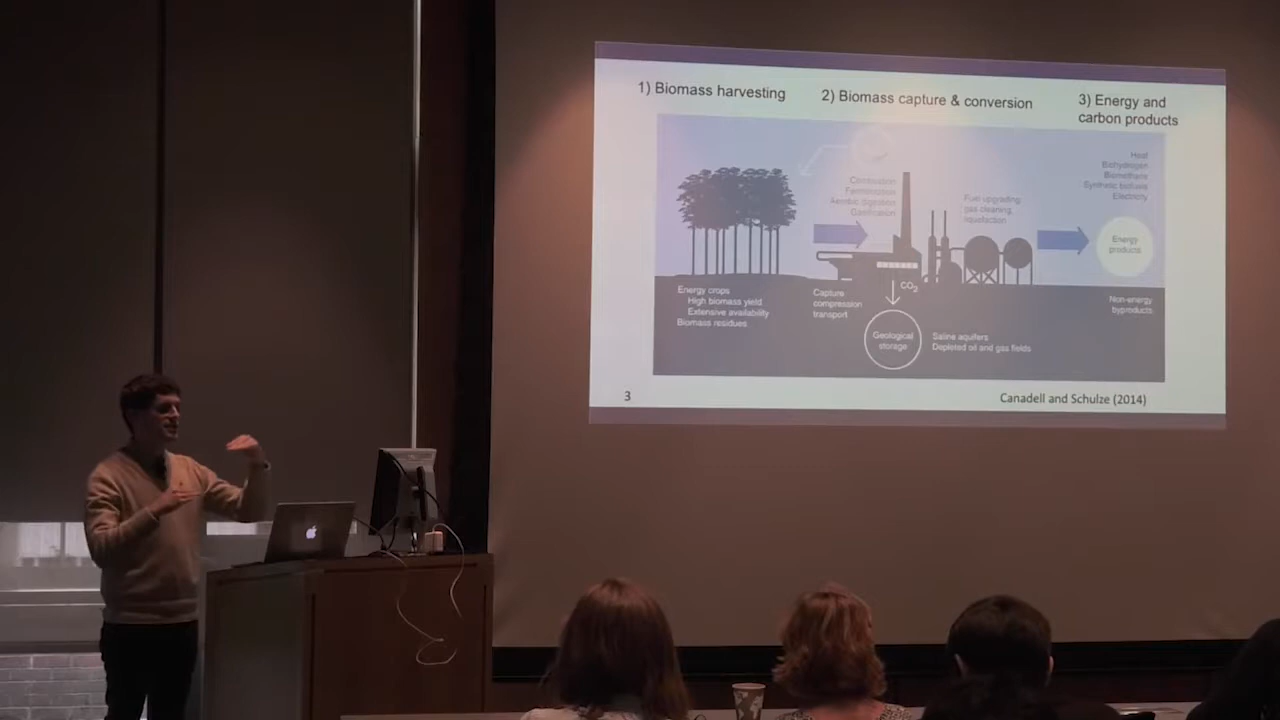 1) Biomass harvesting
2) Biomass capture & conversion
3) Energy and
carbon products
Combustion
Fermentation
Aerobic digestion
Gasification
Fuel upgrading
gas cleaning
liquefaction
Heat
Biohydrogen
Biomethane
Synthetic biofuels
Electricity
Energy
products
Energy crops
High biomass yield
Extensive availability
Biomass residues
Capture
compression
transport
CO2
Geological
storage
Saline aquifers
Depleted oil and gas fields
Non-energy
byproducts
3
Canadell and Schulze (2014)